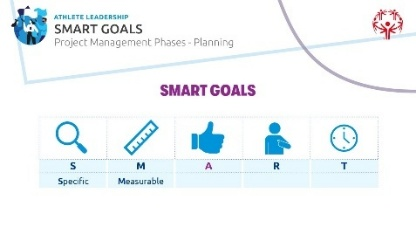 ATHLETE LEADERSHIP
SMART GOALS
Project Management Phases - Planning
SMART GOALS
S M A R T
Specific Measurable